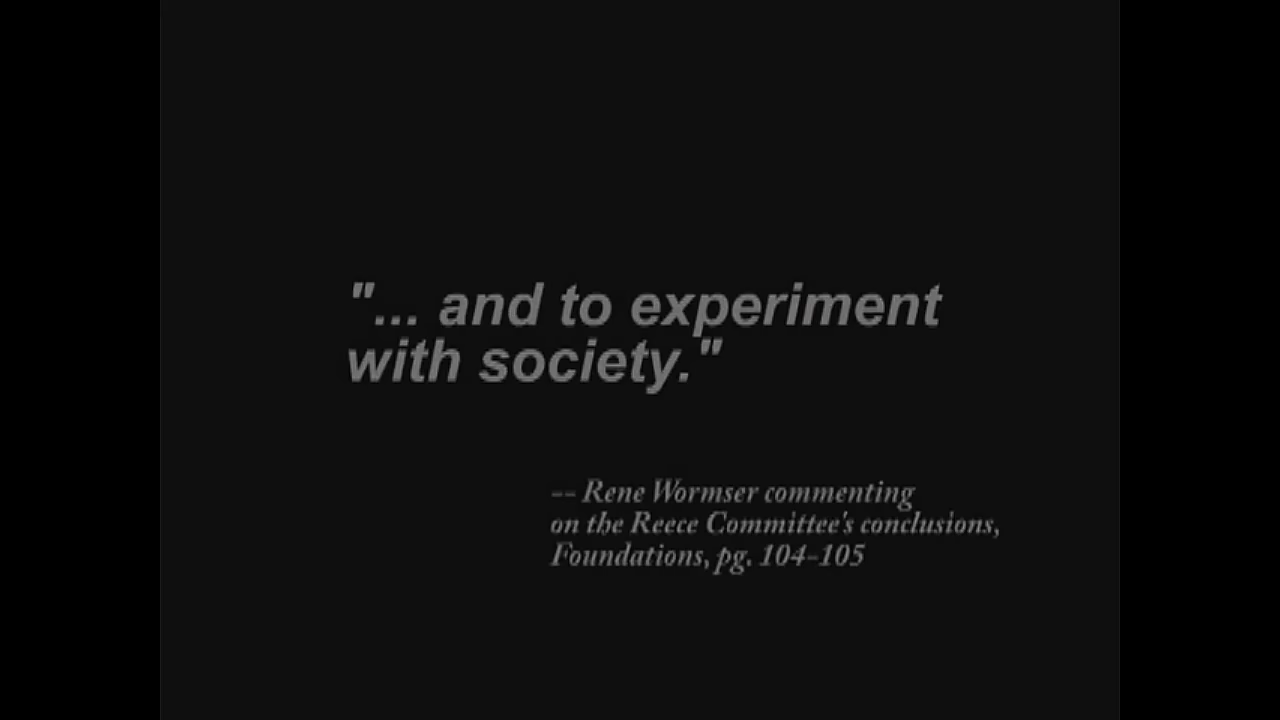 "... and to experiment
with society."
-- Rene Wormser commenting
on the Reece Committee's conclusions,
Foundations, pg. 104-105